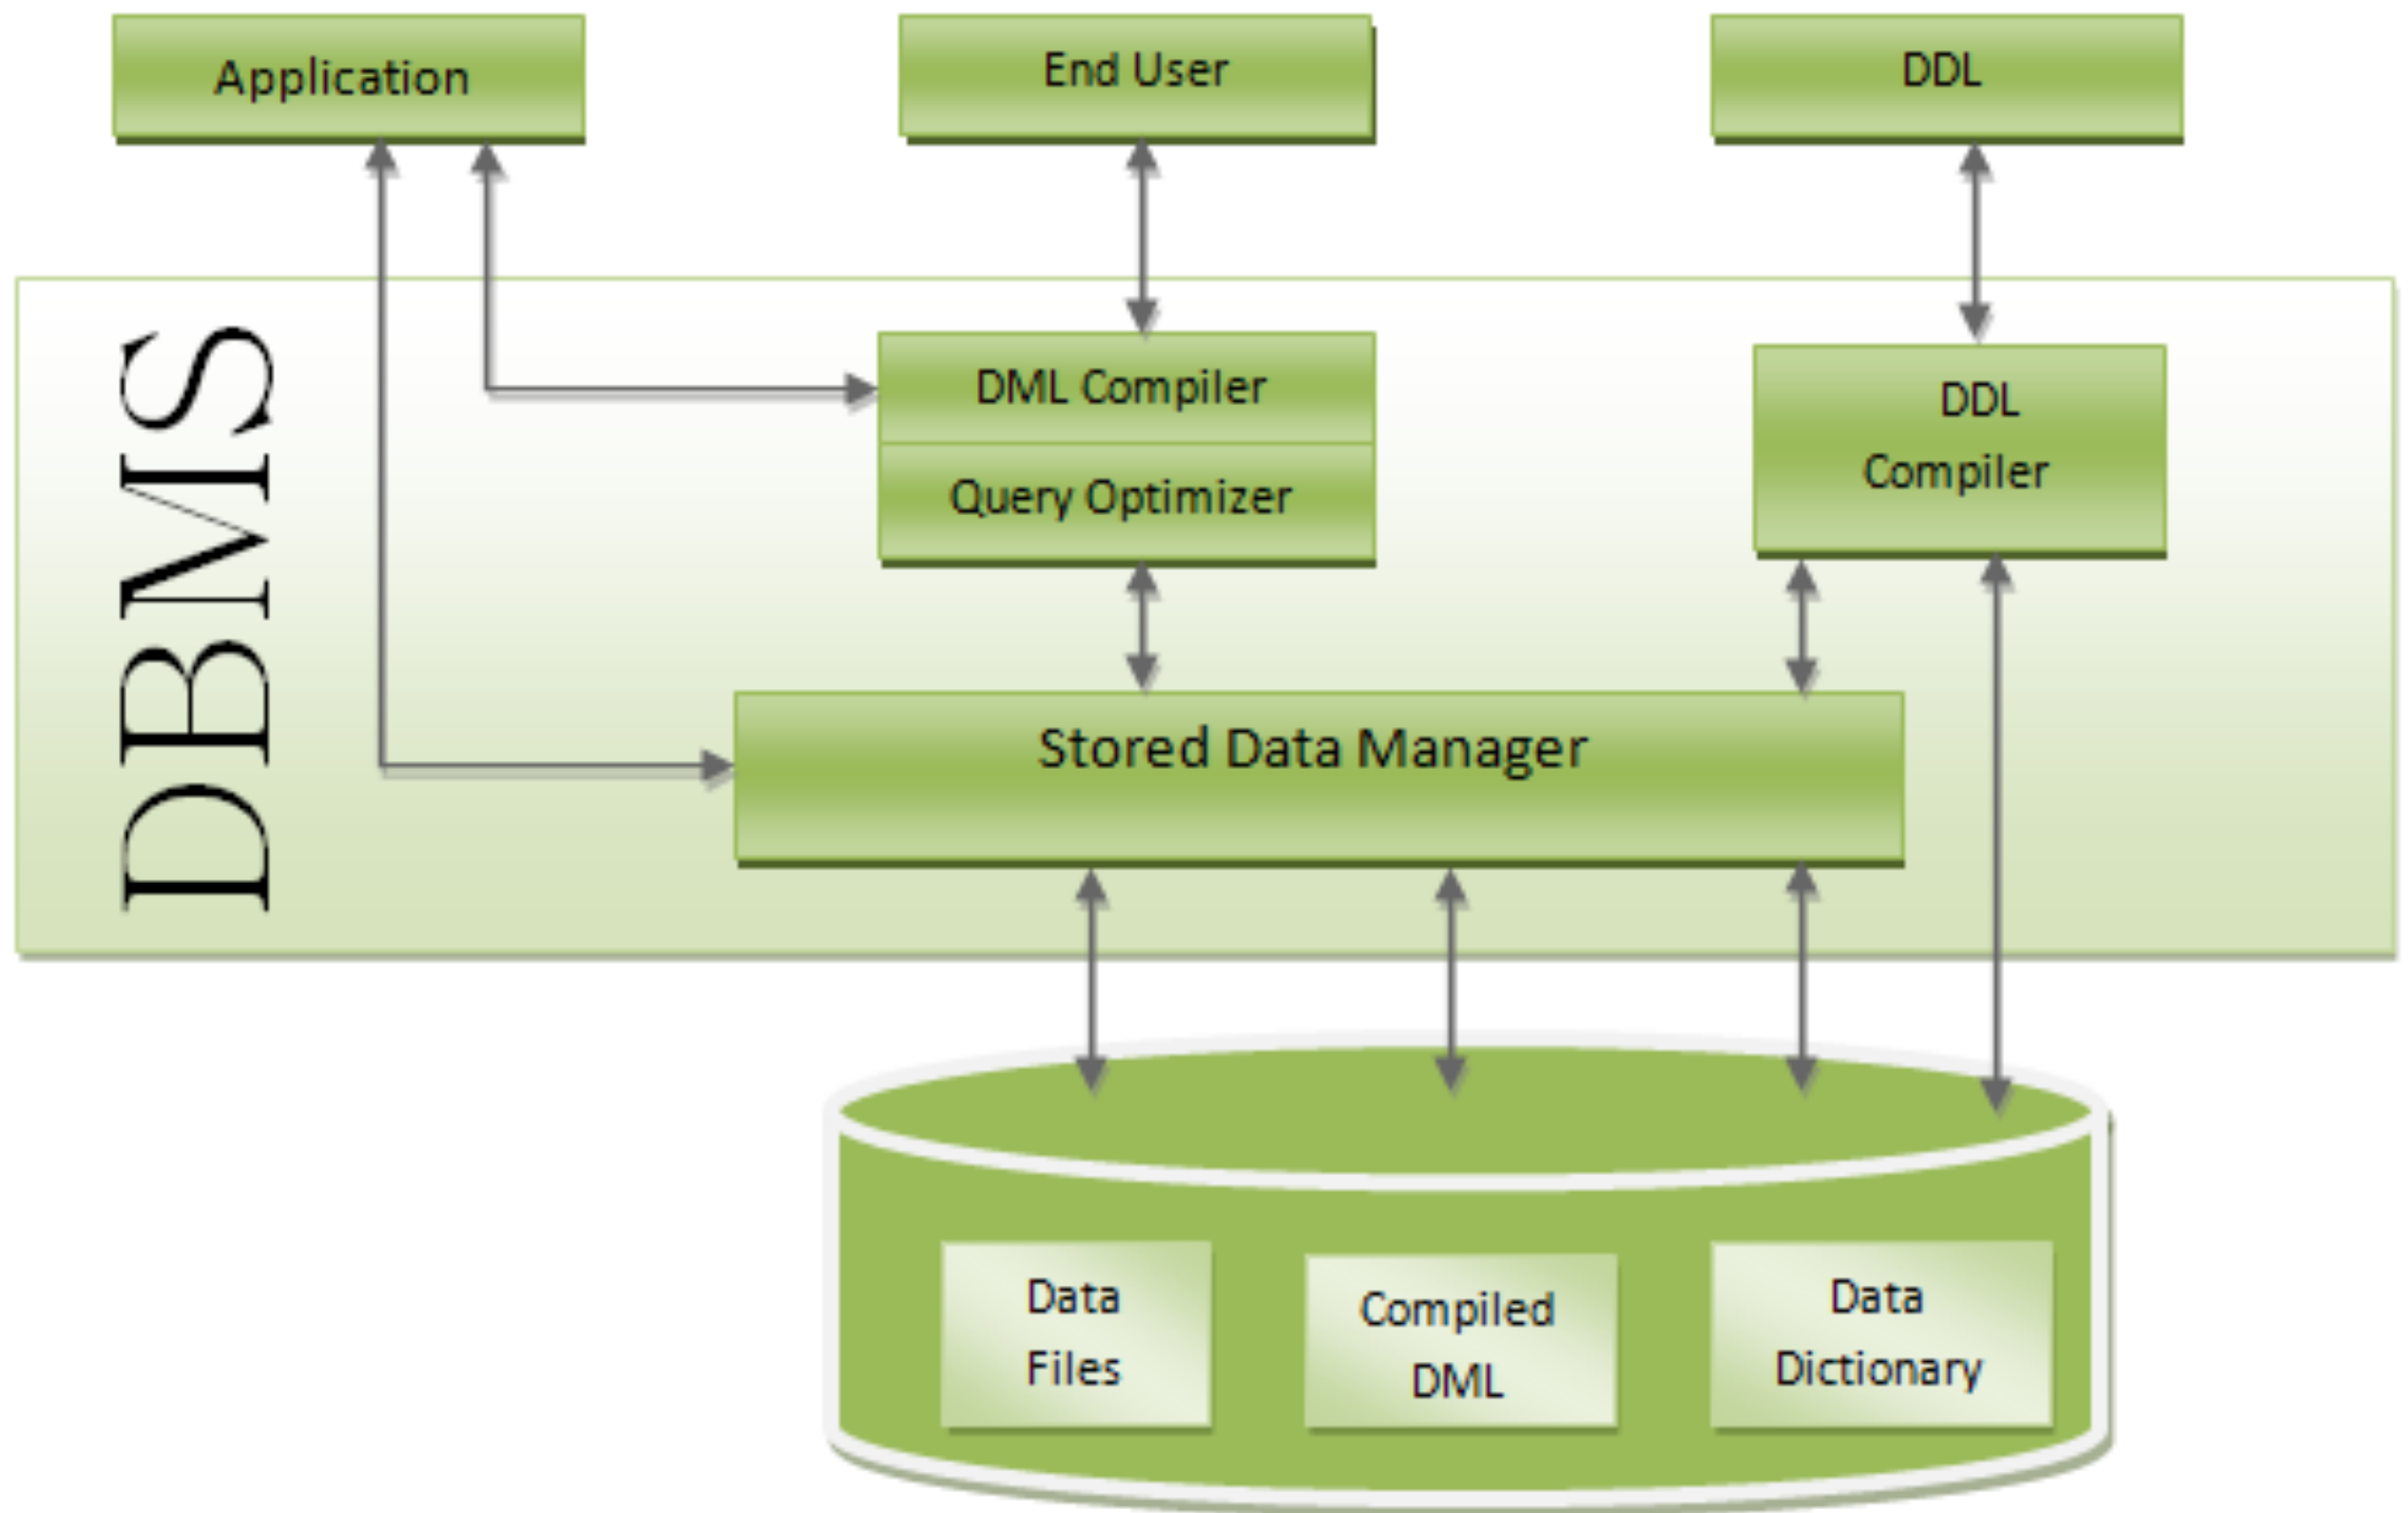 Application
End User
DDL
DBMS
DML Compiler
Query Optimizer
DDL
Compiler
Stored Data Manager
Data
Files
Compiled
DML
Data
Dictionary